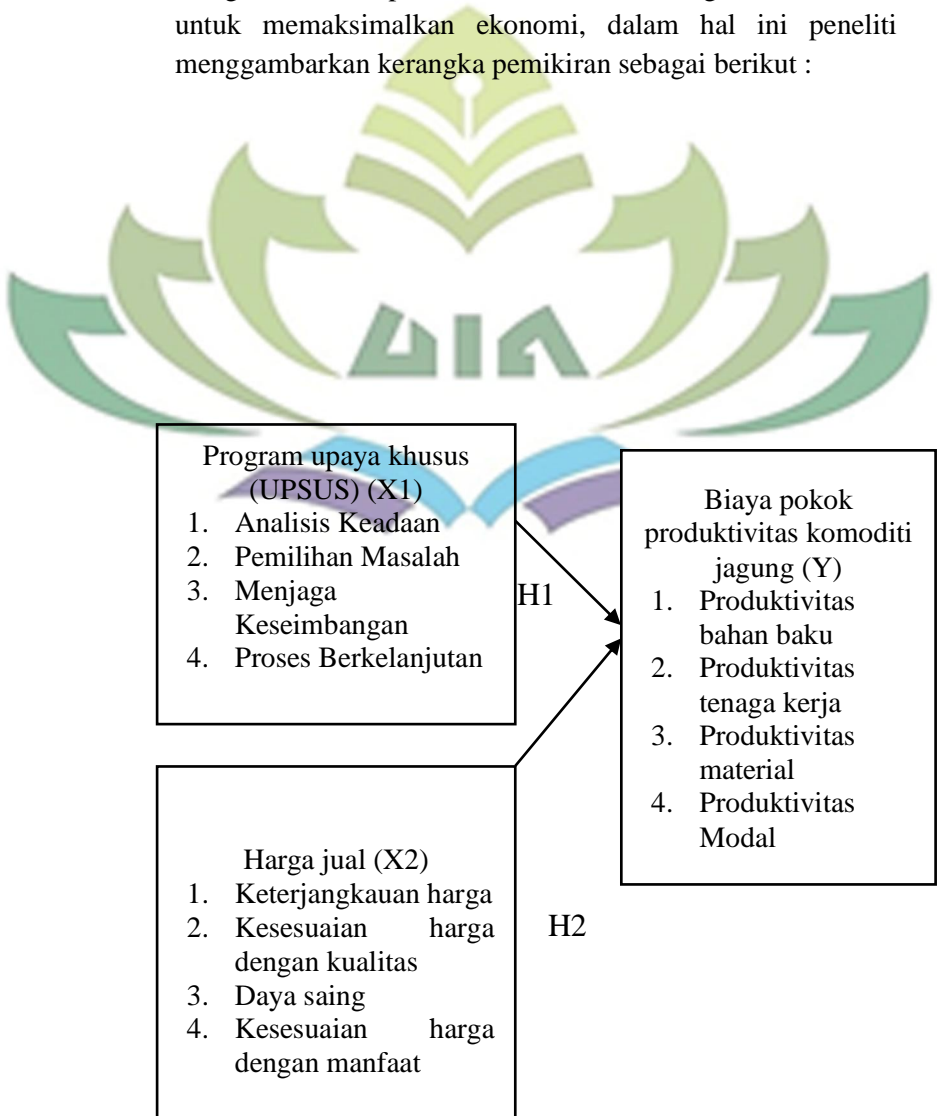 untuk memaksimalkan ekonomi, dalam hal ini peneliti
menggambarkan kerangka pemikiran sebagai berikut :
UIN
Program upaya khusus
(UPSUS) (X1)
1. Analisis Keadaan
2. Pemilihan Masalah
3. Menjaga
Keseimbangan
4. Proses Berkelanjutan
H1
Biaya pokok
produktivitas komoditi
jagung (Y)
1. Produktivitas
bahan baku
2. Produktivitas
tenaga kerja
3. Produktivitas
material
4. Produktivitas
Modal
Harga jual (X2)
1. Keterjangkauan harga
2. Kesesuaian harga
dengan kualitas
3. Daya saing
4. Kesesuaian harga
dengan manfaat
H2